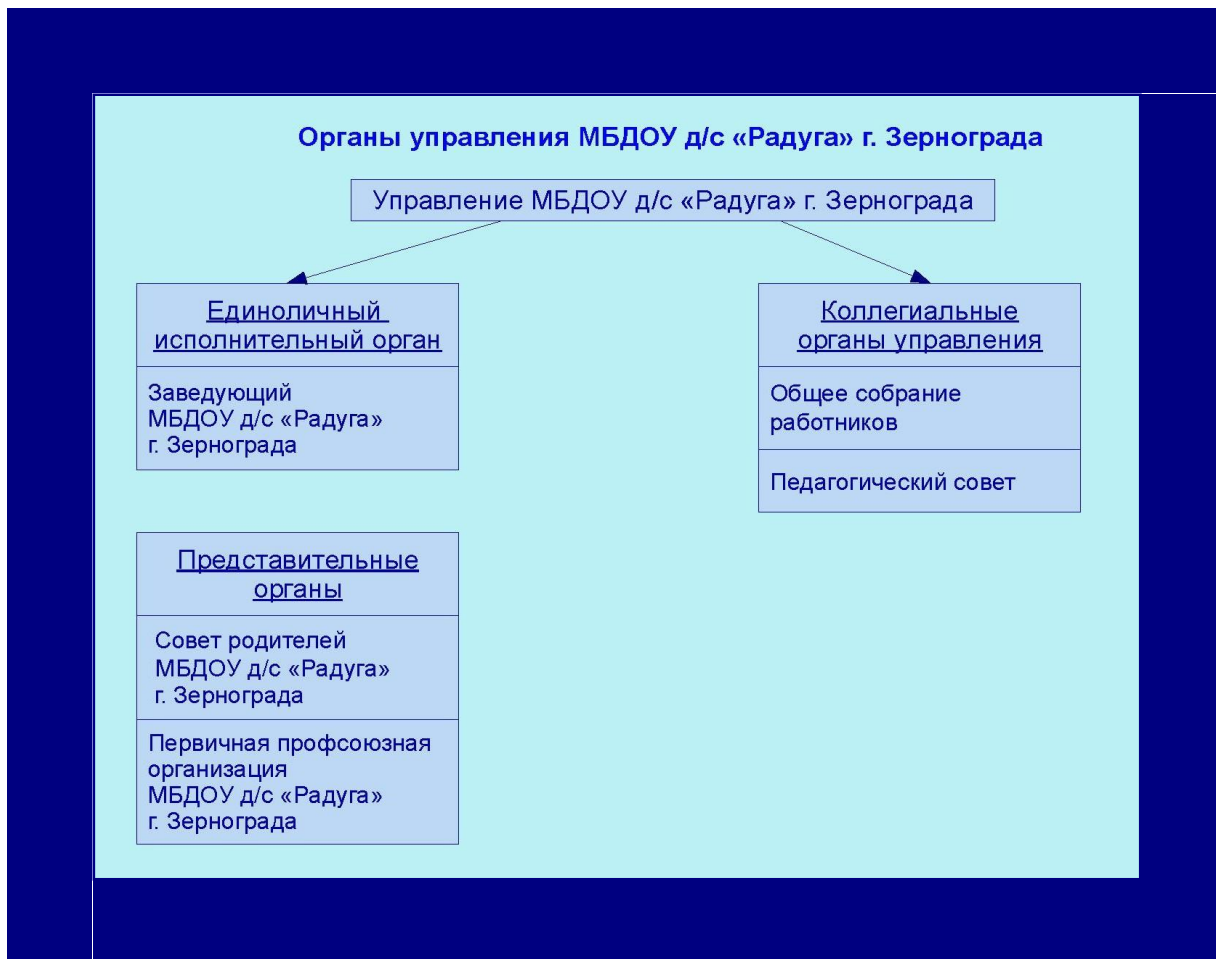 Органы управления МБДОУ д/с «Радуга» г. Зернограда
Управление МБДОУ д/с «Радуга» г. Зернограда
Единоличный
исполнительный орган
Заведующий
МБДОУ д/с «Радуга»
г. Зернограда
Коллегиальные
органы управления
Общее собрание
работников
Педагогический совет
Представительные
органы
Совет родителей
МБДОУ д/с «Радуга»
г. Зернограда
Первичная профсоюзная
организация
МБДОУ д/с «Радуга»
г. Зернограда